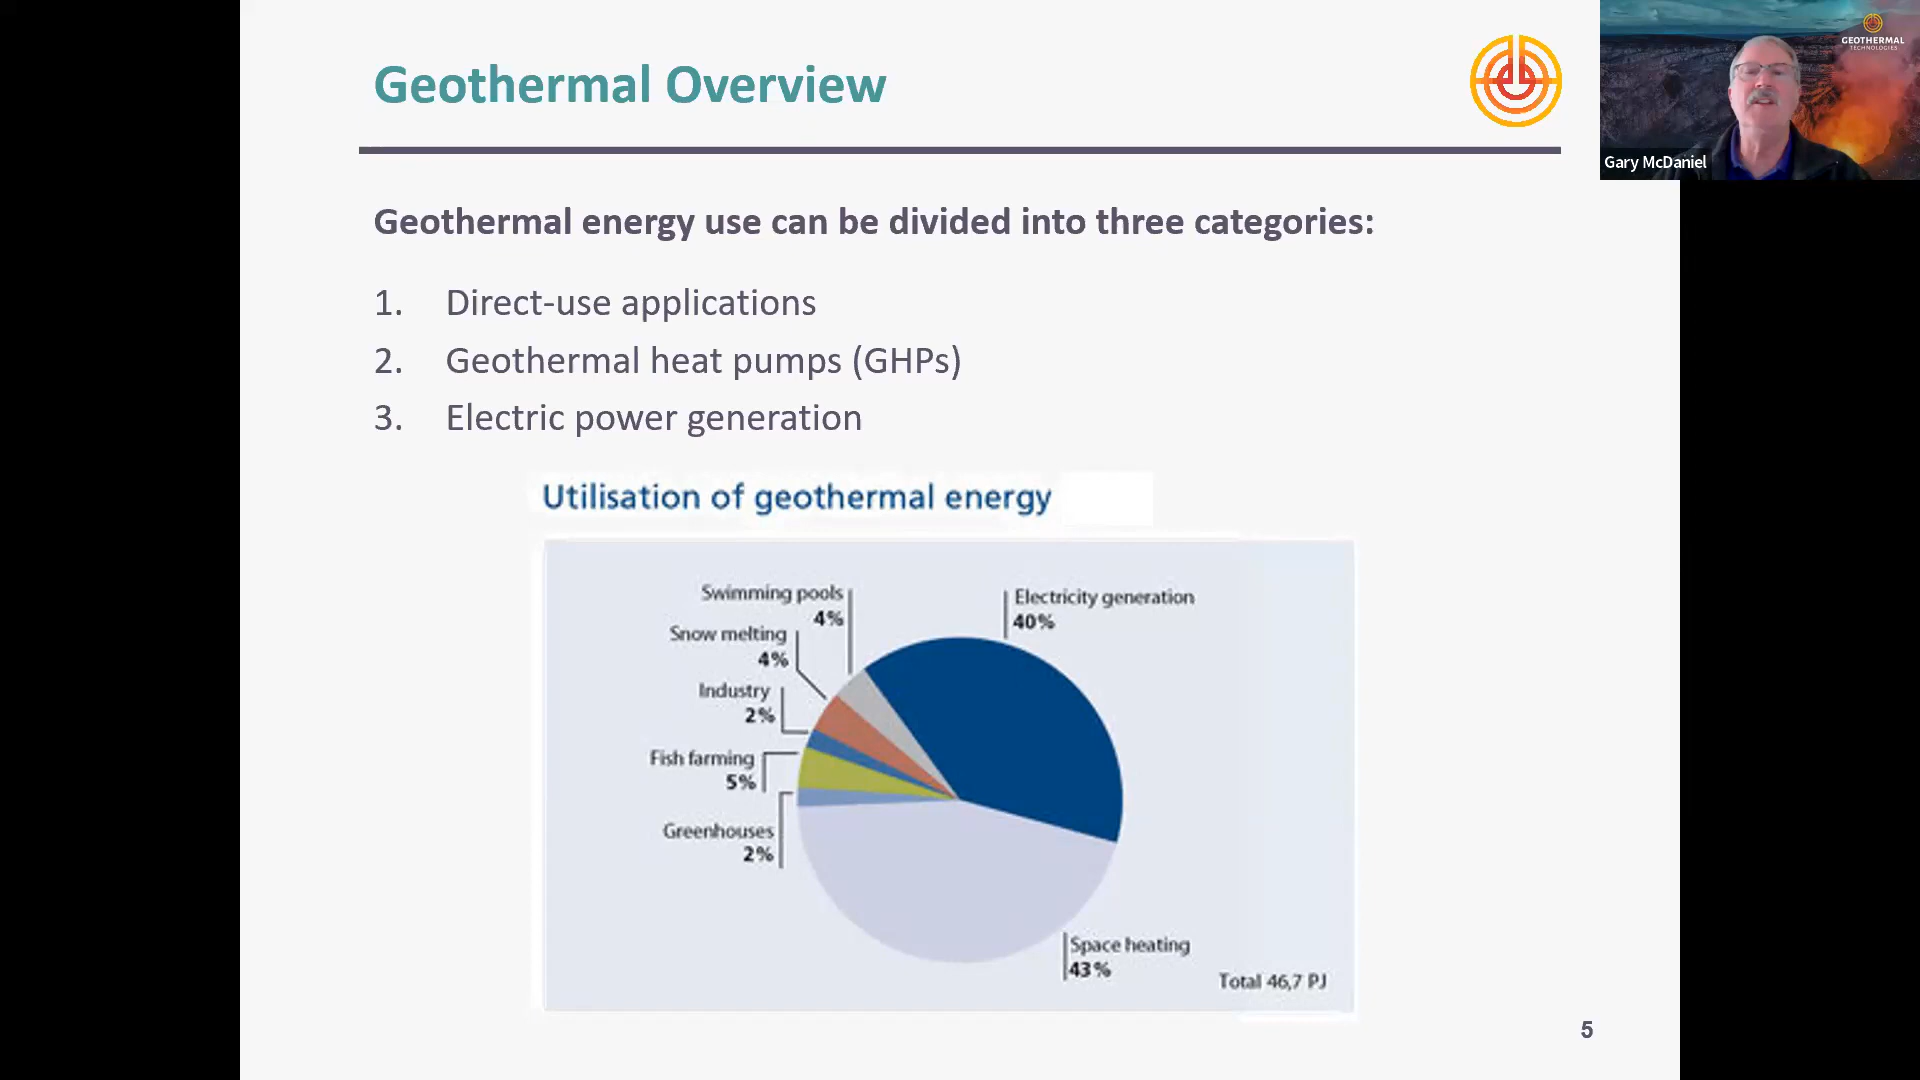 Geothermal Overview
GEOTHERMAL
TECHNOLOGIES
Gary McDaniel
Geothermal energy use can be divided into three categories:
1. Direct-use applications
2. Geothermal heat pumps (GHPs)
3. Electric power generation
Utilisation of geothermal energy
Swimming pools
4%
Snow melting
4%
Industry
2%
Fish farming
5%
Greenhouses
2%
Electricity generation
40%
Space heating
43%
Total 46,7 PJ
5